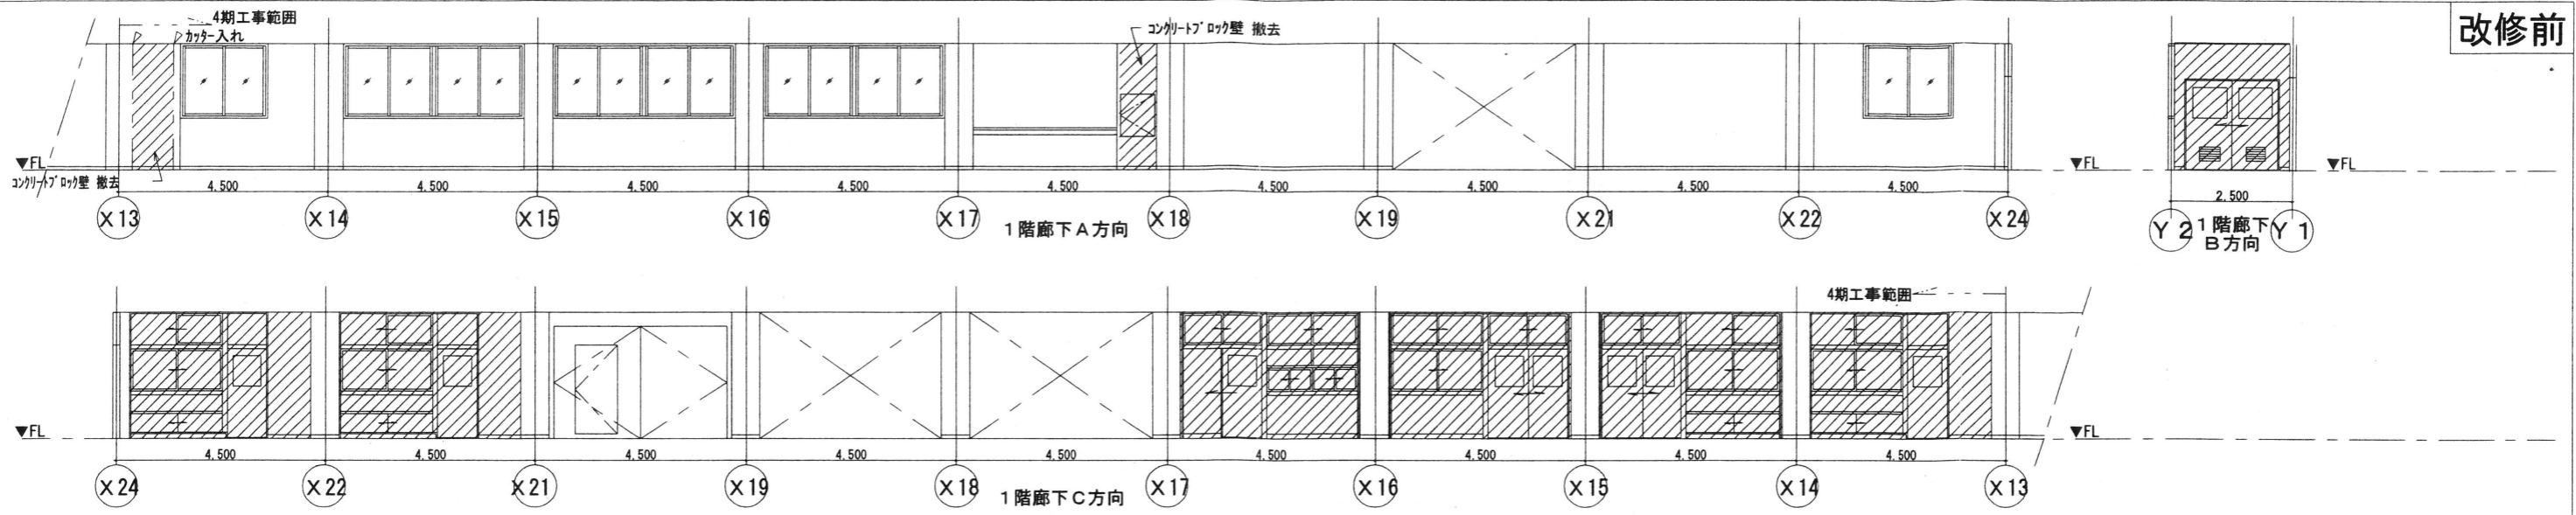 改修前
4期工事範囲
カッター入れ
コンクリートブロック壁 撤去
▼FL
コンクリートブロック壁 撤去
4.500 4.500 4.500 4.500 4.500 4.500 4.500 4.500 4.500
X13 X14 X15 X16 X17 X18 X19 X21 X22 X24
1階廊下A方向
▼FL
▼FL
2.500
Y 2 Y 1
1階廊下
B方向
4期工事範囲
▼FL
▼FL
4.500 4.500 4.500 4.500 4.500 4.500 4.500 4.500 4.500
X24 X22 X21 X19 X18 X17 X16 X15 X14 X13
1階廊下C方向